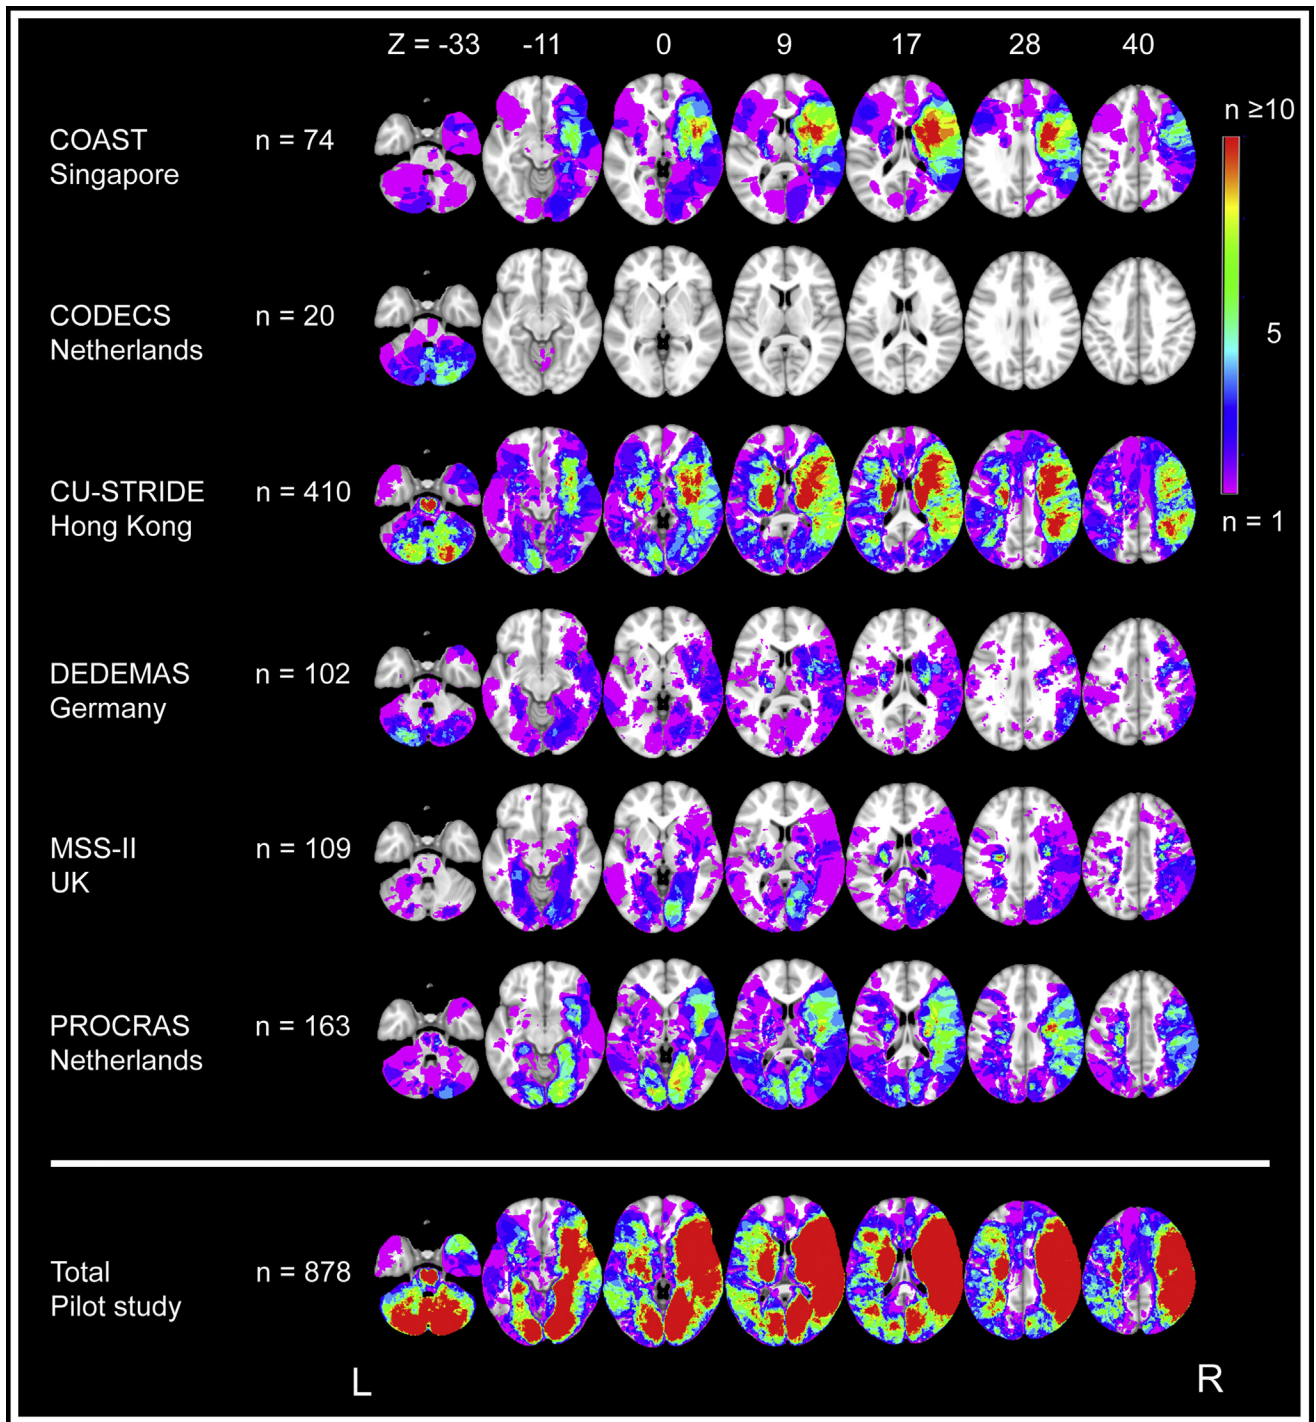 Z = -33 -11 0 9 17 28 40
n ≥10
COAST
Singapore
n = 74
CODECS
Netherlands
n = 20
5
CU-STRIDE
Hong Kong
n = 410
n = 1
DEDEMAS
Germany
n = 102
MSS-II
UK
n = 109
PROCRAS
Netherlands
n = 163
Total
Pilot study
n = 878
L R